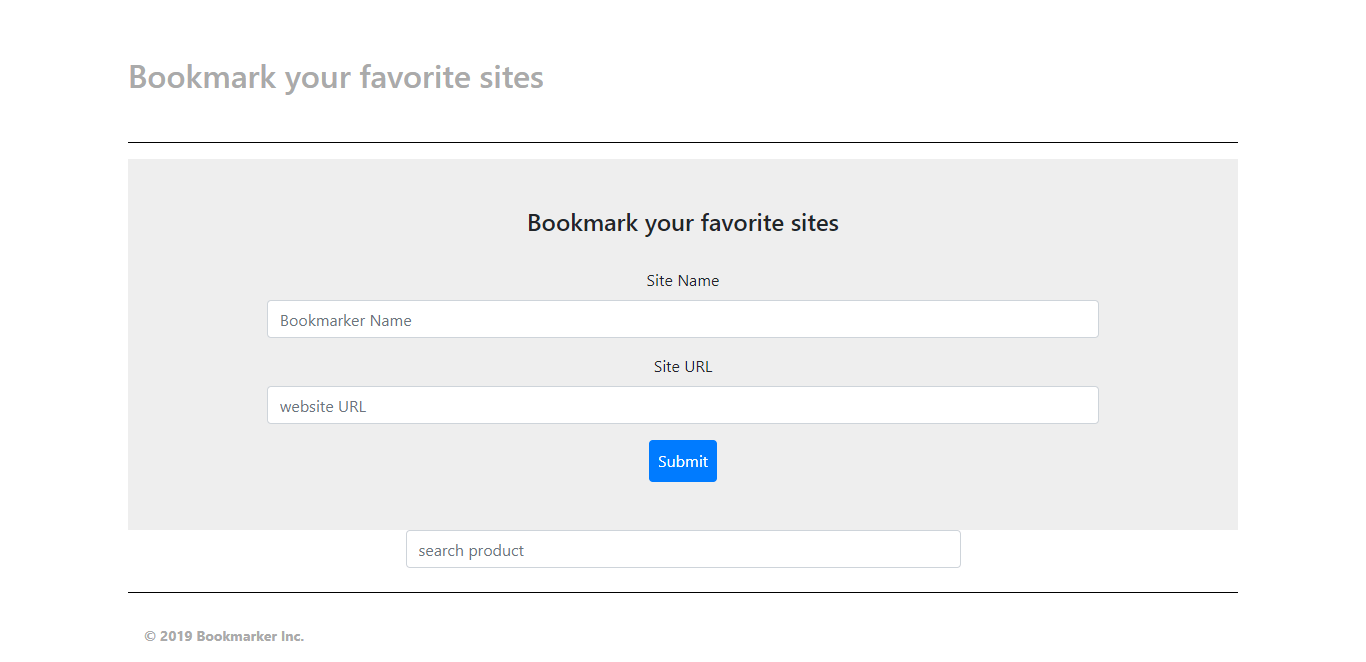 Bookmark your favorite sites
Bookmark your favorite sites
Site Name
Bookmarker Name
Site URL
website URL
Submit
search product
© 2019 Bookmarker Inc.